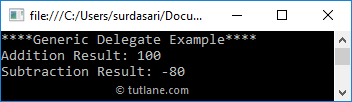 file:///C:/Users/surdasari/Docu...
****Generic Delegate Example****
Addition Result: 100
Subtraction Result: -80
© tutlane.com